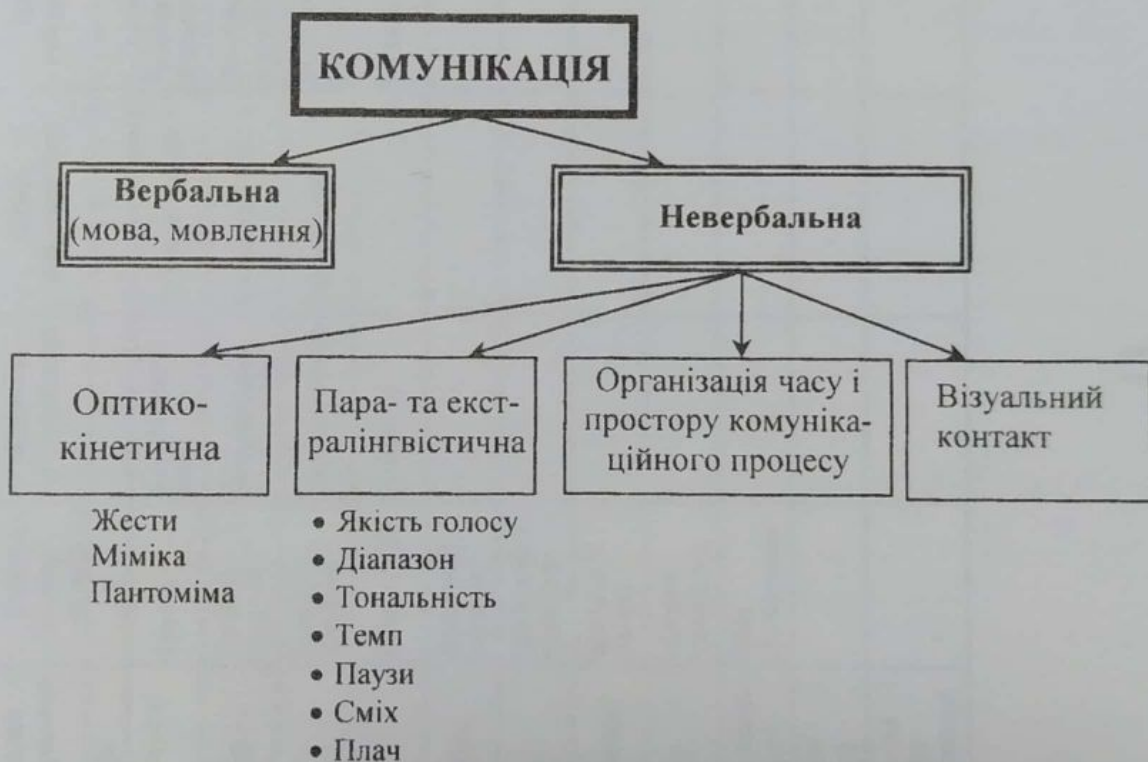 КОМУНІКАЦІЯ
Вербальна
(мова, мовлення)
Невербальна
Оптико-
кінетична
Жести
Міміка
Пантоміма
Пара- та екст-
ралінгвістична
• Якість голосу
• Діапазон
• Тональність
• Темп
• Паузи
• Сміх
• Плач
Організація часу і
простору комуніка-
ційного процесу
Візуальний
контакт